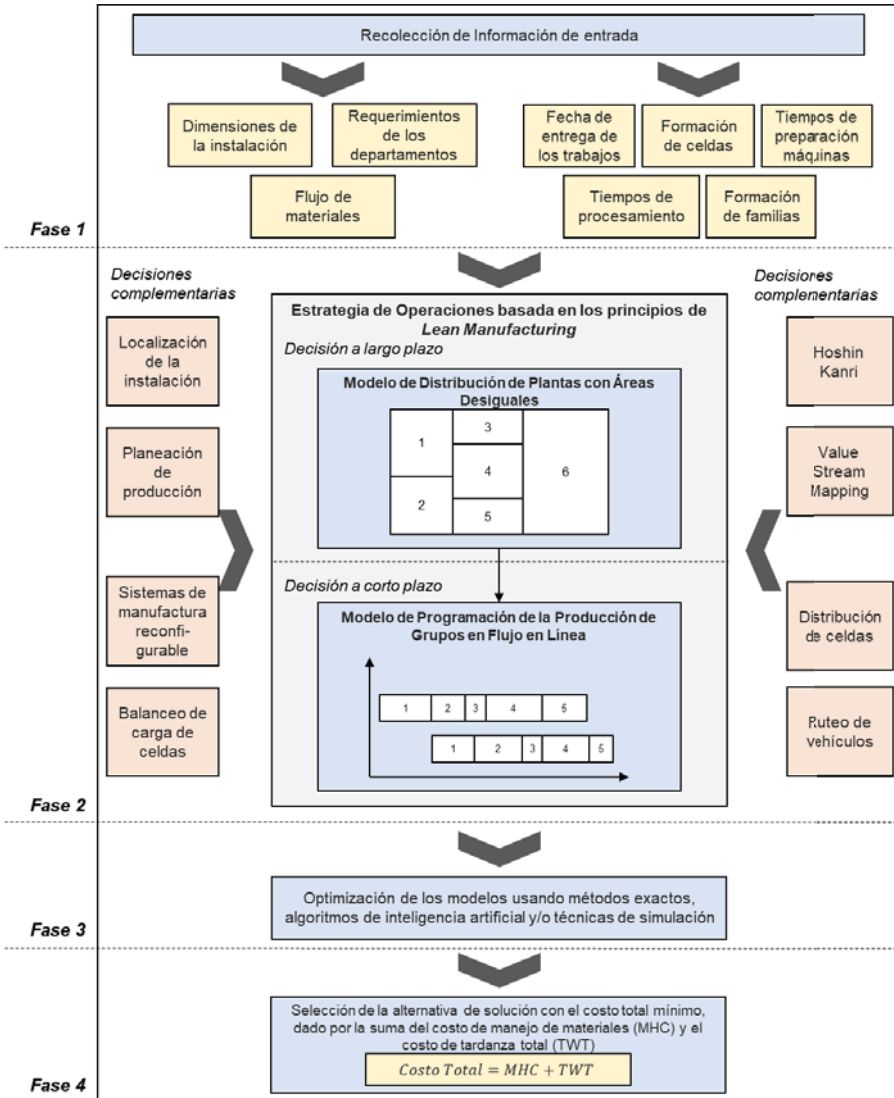 Recolección de Información de entrada
Dimensiones de
la instalación
Requerimientos
de los
departamentos
Flujo de
materiales
Fecha de
entrega de
los trabajos
Formación
de celdas
Tiempos de
preparación
máquinas
Tiempos de
procesamiento
Formación
de familias
Fase 1
Decisiones
complementarias
Localización
de la
instalación
Planeación
de
producción
Sistemas de
manufactura
reconfi-
gurable
Balanceo de
carga de
celdas
Estrategia de Operaciones basada en los principios de
Lean Manufacturing
Decisión a largo plazo
Modelo de Distribución de Plantas con Áreas
Desiguales
1
2
3
4
5
6
Decisión a corto plazo
Modelo de Programación de la Producción de
Grupos en Flujo en Línea
1 2 3 4 5
1 2 3 4 5
Decisiones
complementarias
Hoshin
Kanri
Value
Stream
Mapping
Distribución
de celdas
Ruteo de
vehículos
Fase 2
Optimización de los modelos usando métodos exactos,
algoritmos de inteligencia artificial y/o técnicas de simulación
Fase 3
Selección de la alternativa de solución con el costo total mínimo,
dado por la suma del costo de manejo de materiales (MHC) y el
costo de tardanza total (TWT)
Costo Total = MHC + TWT
Fase 4